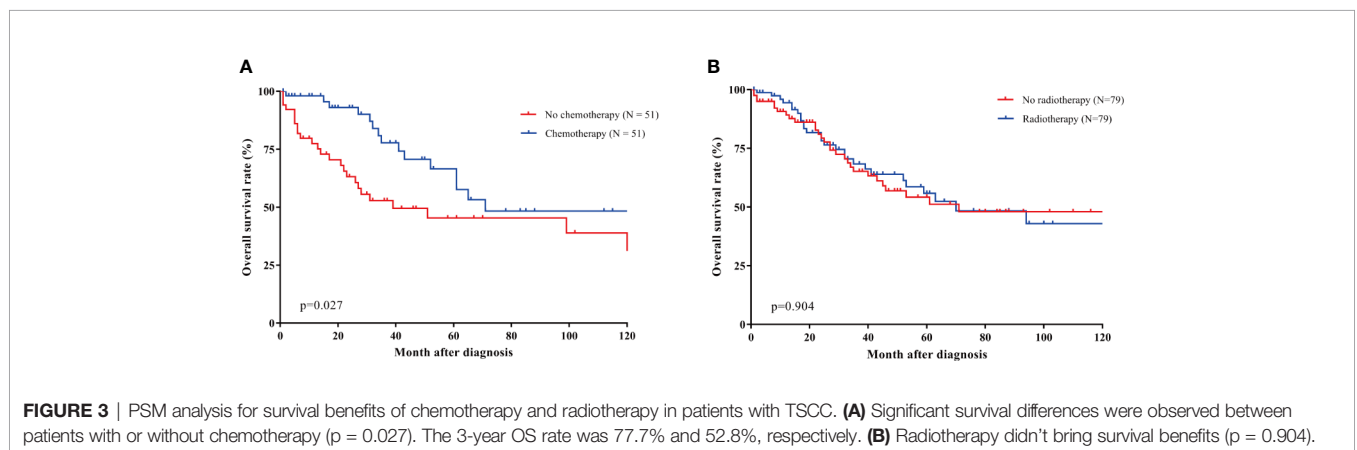 A
B
100
75
50
25
0
Overall survival rate (%)
No chemotherapy (N = 51)
Chemotherapy (N = 51)
p=0.027
0 20 40 60 80 100 120
Month after diagnosis
100
75
50
25
0
Overall survival rate (%)
No radiotherapy (N=79)
Radiotherapy (N=79)
p=0.904
0 20 40 60 80 100 120
Month after diagnosis
FIGURE 3 | PSM analysis for survival benefits of chemotherapy and radiotherapy in patients with TSCC. (A) Significant survival differences were observed between
patients with or without chemotherapy (p = 0.027). The 3-year OS rate was 77.7% and 52.8%, respectively. (B) Radiotherapy didn't bring survival benefits (p = 0.904).